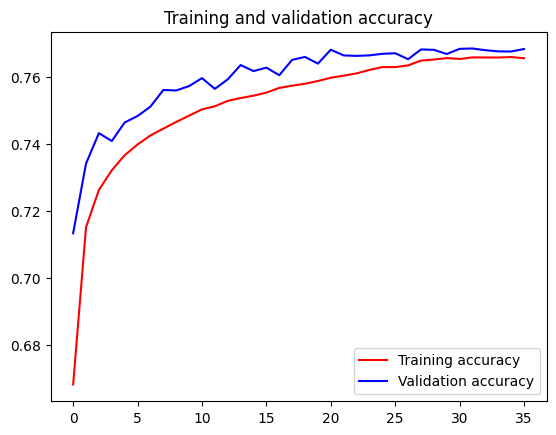 Training and validation accuracy
0.76
0.74
0.72
0.70
0.68
Training accuracy
Validation accuracy
0 5 10 15 20 25 30 35